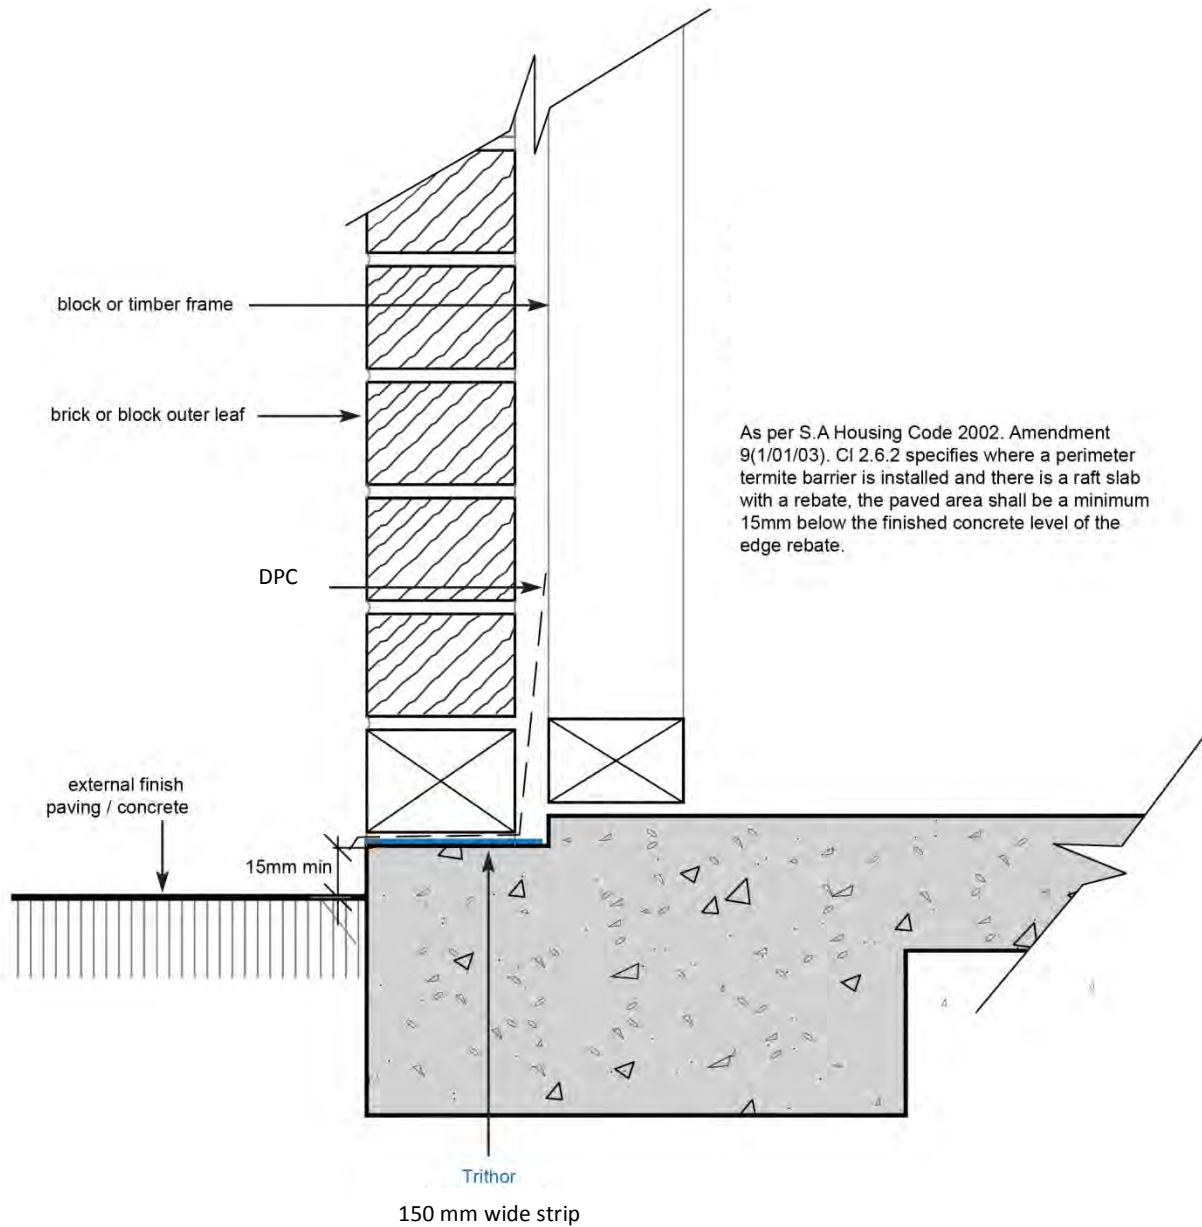 block or timber frame
brick or block outer leaf
As per S.A Housing Code 2002. Amendment
9(1/01/03). Cl 2.6.2 specifies where a perimeter
termite barrier is installed and there is a raft slab
with a rebate, the paved area shall be a minimum
15mm below the finished concrete level of the
edge rebate.
DPC
external finish
paving / concrete
15mm min
Trithor
150 mm wide strip